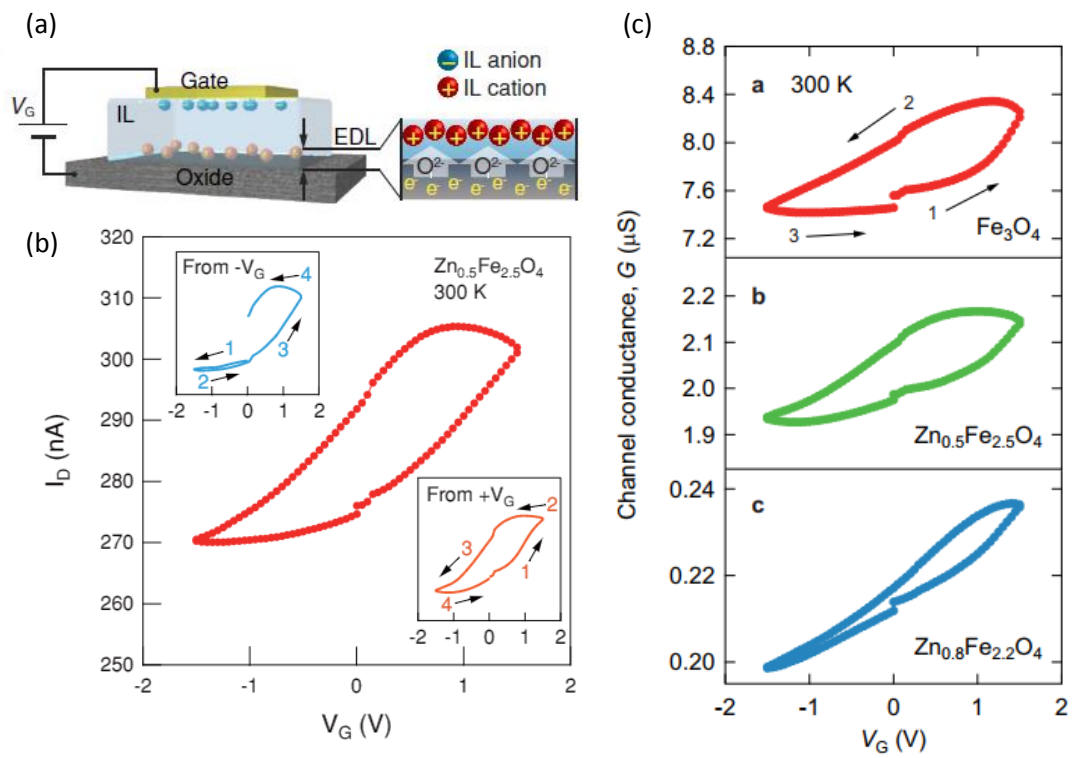 (a)
Gate
V_G
IL
Oxide
EDL
− IL anion
+ IL cation
+ + + + + + +
O²⁻ O²⁻ O²⁻
e⁻ e⁻ e⁻ e⁻ e⁻ e⁻ e⁻
(b)
I_D (nA)
320
310
300
290
280
270
260
250
-2 -1 0 1 2
V_G (V)
Zn₀.₅Fe₂.₅O₄
300 K
From -V_G
4
1
3
2
-2 -1 0 1 2
From +V_G
2
3
1
4
-2 -1 0 1 2
(c)
Channel conductance, G (μS)
8.8
8.4
8.0
7.6
7.2
a 300 K
2
1
3
Fe₃O₄
2.2
2.1
2.0
1.9
b
Zn₀.₅Fe₂.₅O₄
0.24
0.22
0.20
c
Zn₀.₈Fe₂.₂O₄
-2 -1 0 1 2
V_G (V)